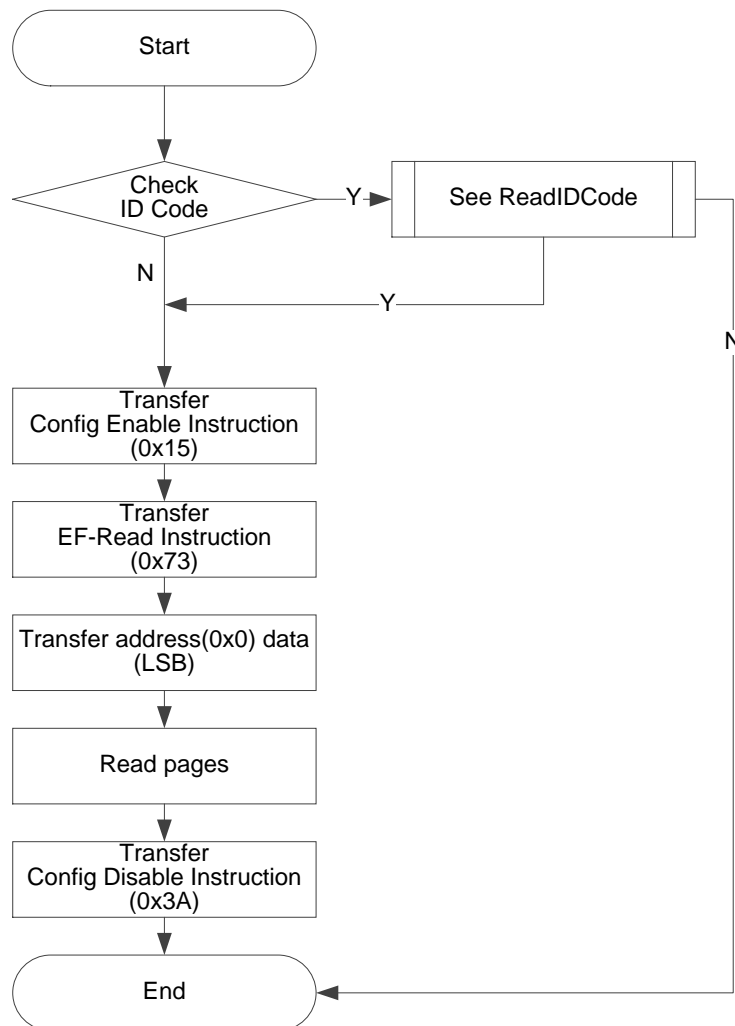 Start
Check
ID Code
Y
See ReadIDCode
N
Y
N
Transfer
Config Enable Instruction
(0x15)
Transfer
EF-Read Instruction
(0x73)
Transfer address(0x0) data
(LSB)
Read pages
Transfer
Config Disable Instruction
(0x3A)
End